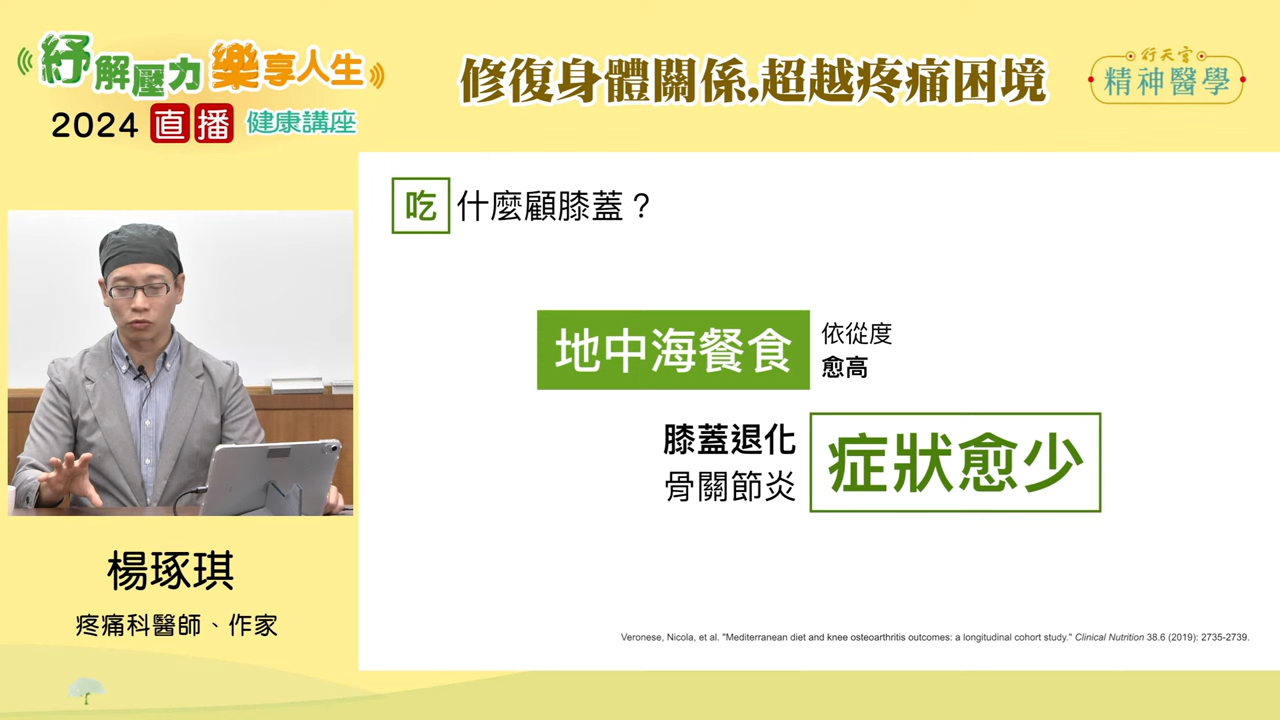 紓解壓力 樂享人生
2024 直播 健康講座
修復身體關係,超越疼痛困境
行天宮
精神醫學
吃什麼顧膝蓋?
地中海餐食
依從度
愈高
膝蓋退化
骨關節炎
症狀愈少
Veronese, Nicola, et al. "Mediterranean diet and knee osteoarthritis outcomes: a longitudinal cohort study." Clinical Nutrition 38.6 (2019): 2735-2739.
楊琢琪
疼痛科醫師、作家